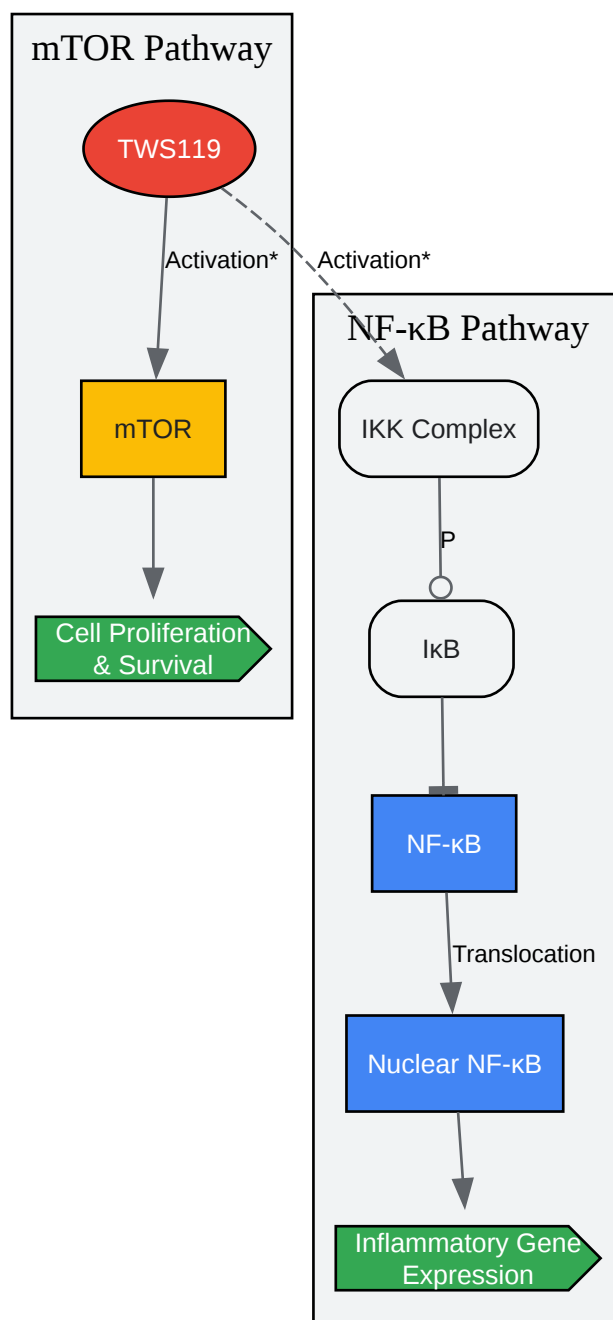 mTOR Pathway
TWS119
Activation*
Activation*
NF-κB Pathway
mTOR
IKK Complex
P
Cell Proliferation
& Survival
IκB
NF-κB
Translocation
Nuclear NF-κB
Inflammatory Gene
Expression